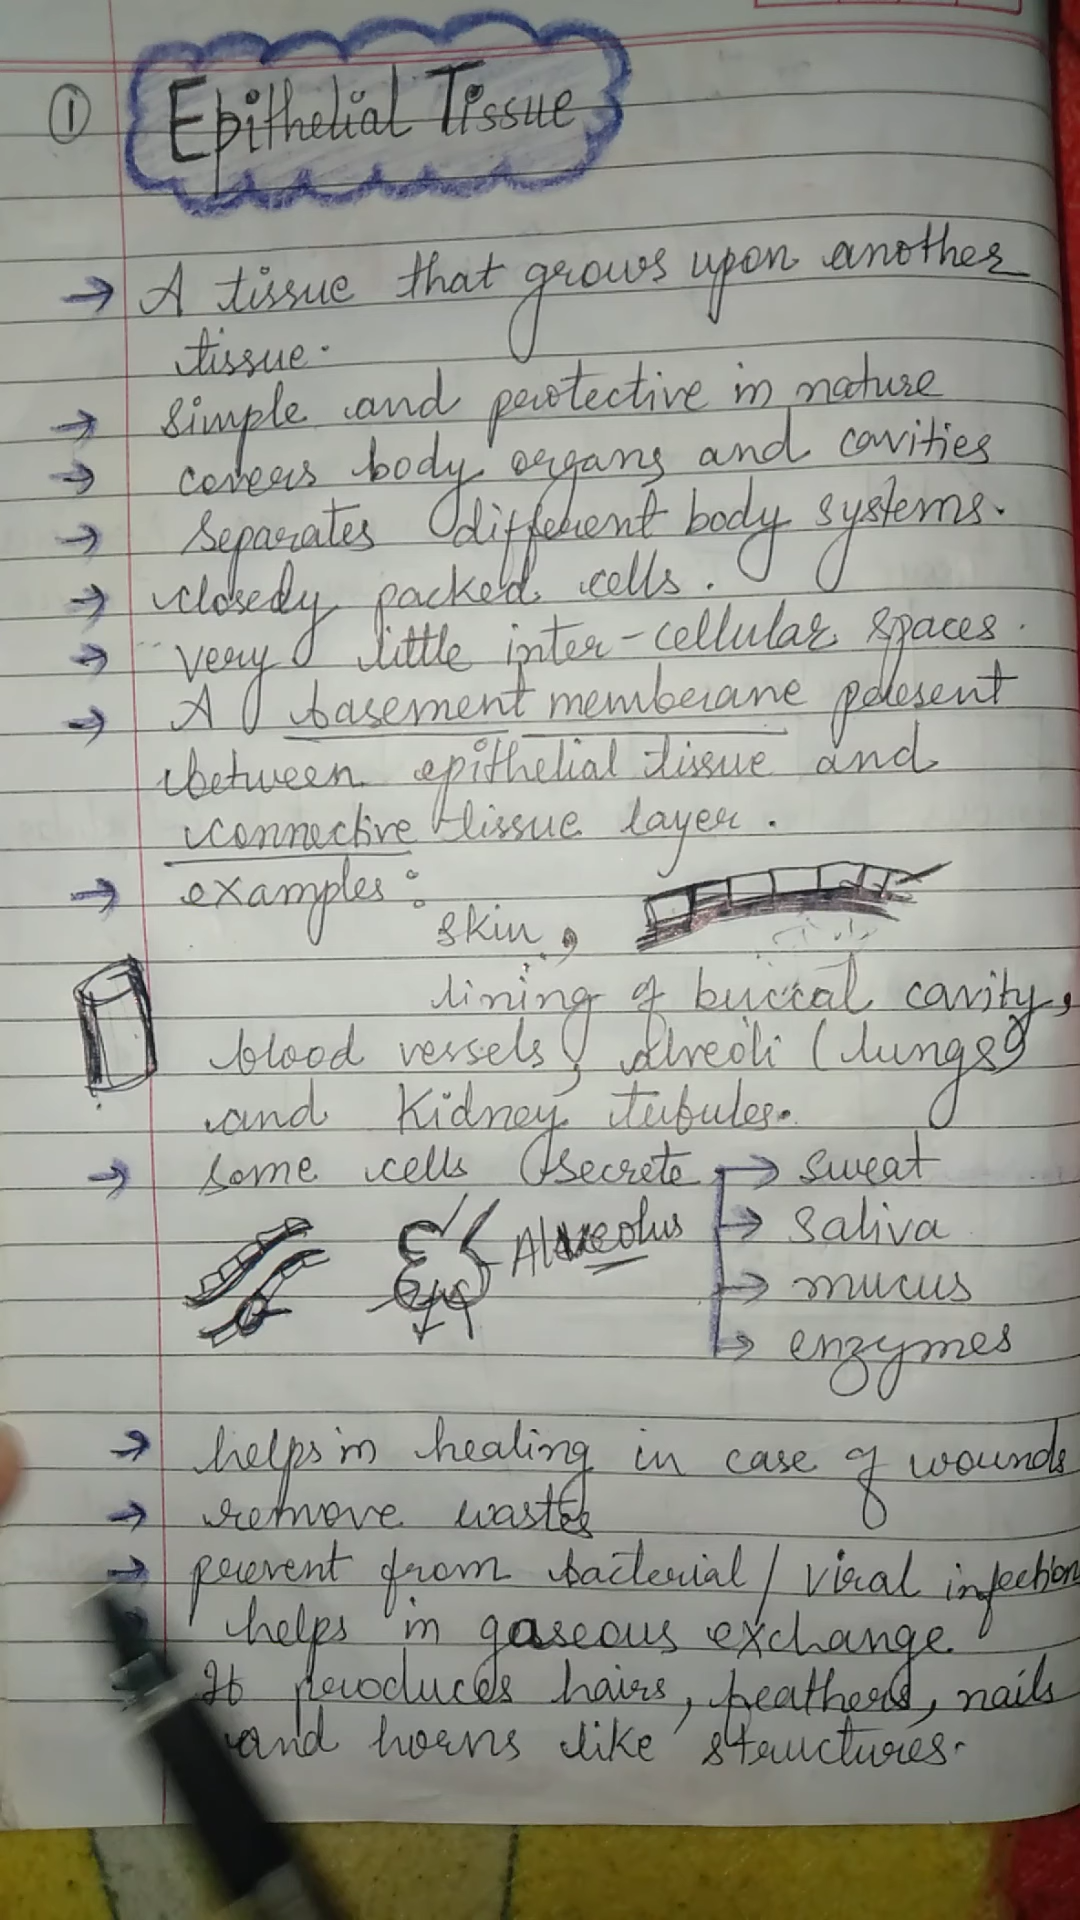 ① Epithelial Tissue
→ A tissue that grows upon another
tissue.
→ simple and protective in nature
→ covers body organs and cavities
→ separates different body systems.
→ closely packed cells.
→ very little inter-cellular spaces.
→ A basement membrane present
between epithelial tissue and
connective tissue layer.
→ examples:
skin,
lining of buccal cavity,
blood vessels, alveoli (lungs)
and Kidney tubules.
→ some cells secrete → sweat
Alveolus → saliva
→ mucus
→ enzymes
→ helps in healing in case of wounds
→ remove wastes
→ prevent from bacterial/viral infection
helps in gaseous exchange.
It produces hairs, feathers, nails
and horns like structures.